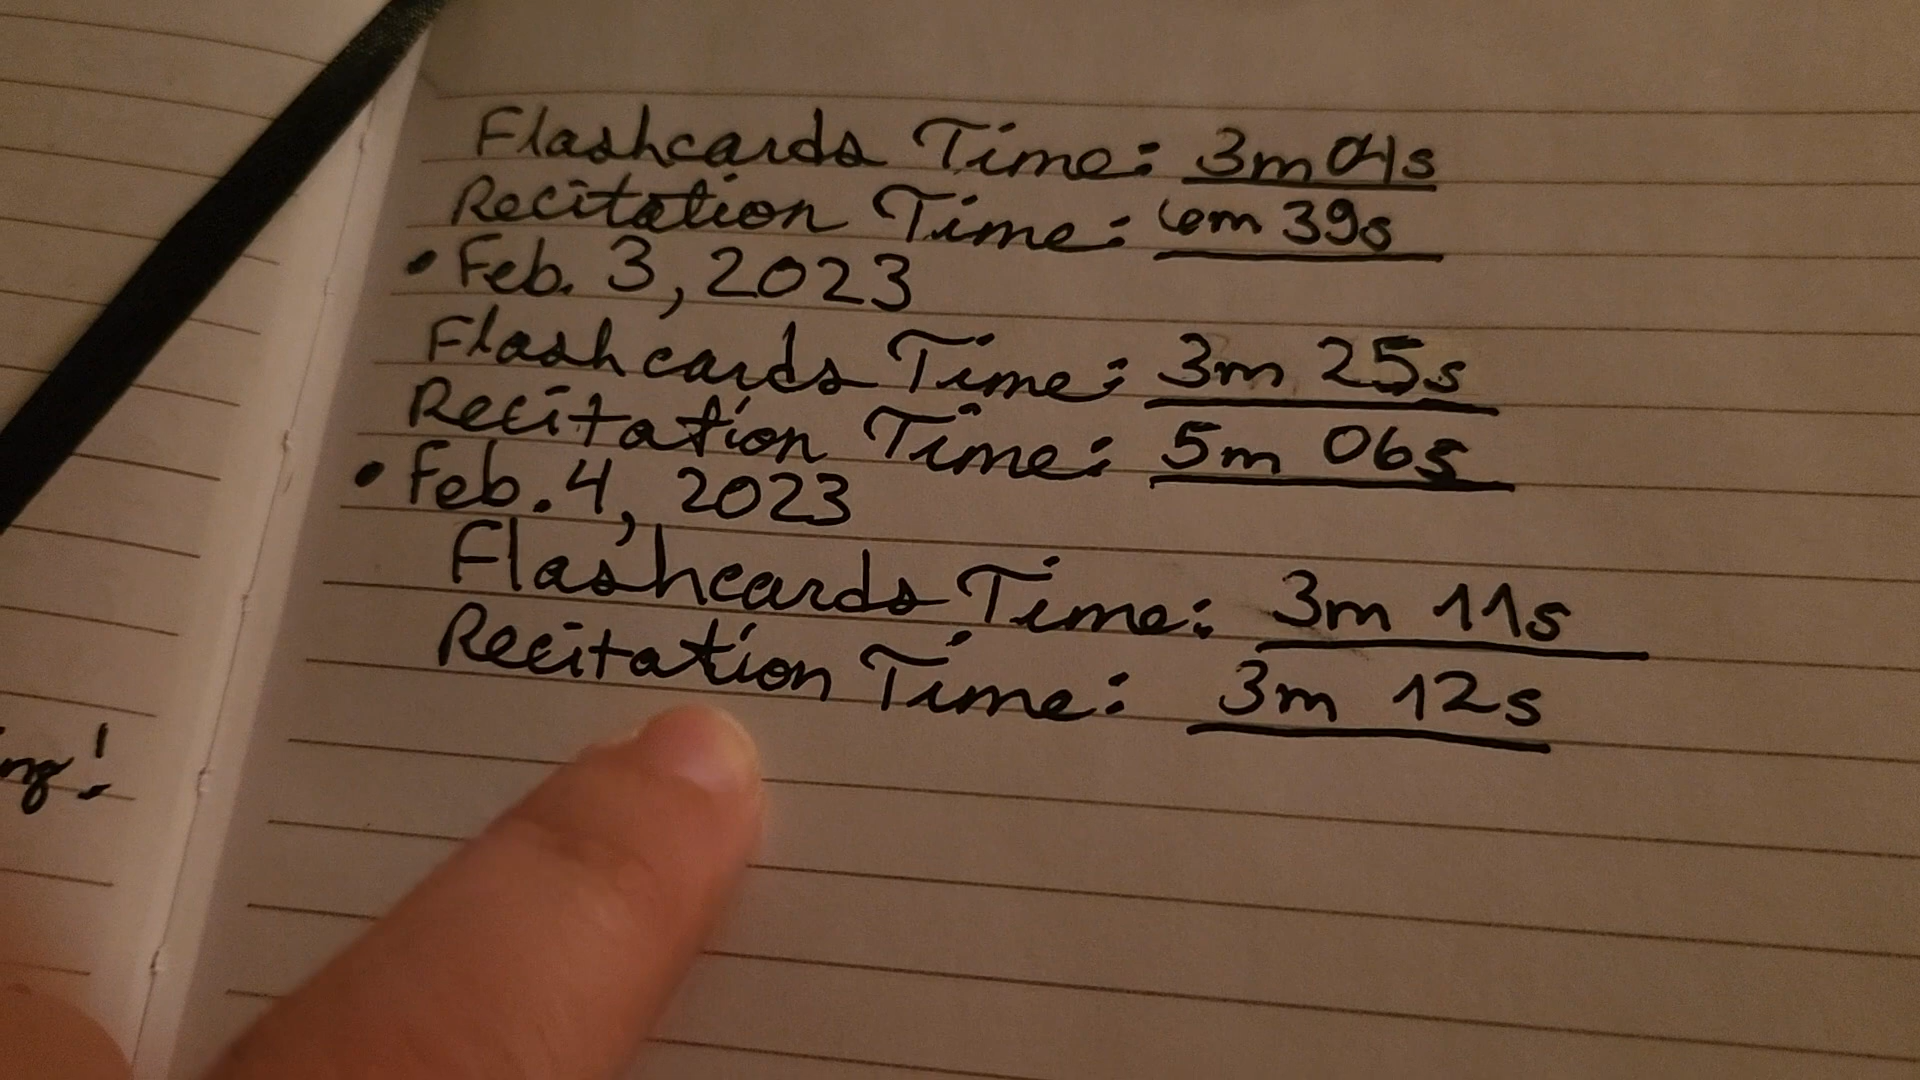 Flashcards Time: 3m 04s
Recitation Time: 6m 39s
• Feb. 3, 2023
Flashcards Time: 3m 25s
Recitation Time: 5m 06s
• Feb. 4, 2023
Flashcards Time: 3m 11s
Recitation Time: 3m 12s